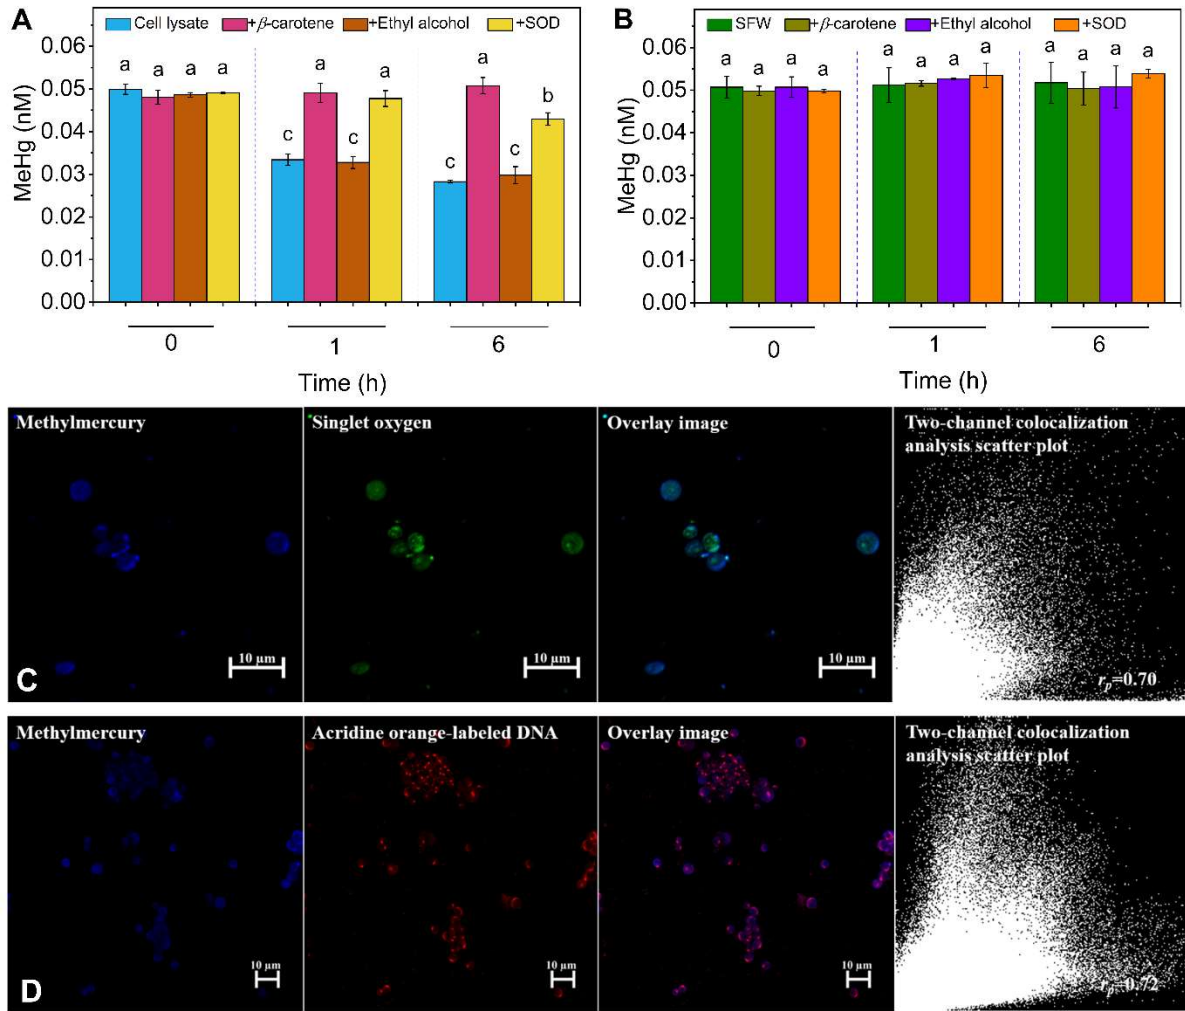 A
Cell lysate +β-carotene +Ethyl alcohol +SOD
MeHg (nM)
0.06
0.05
0.04
0.03
0.02
0.01
0.00
a a a a
c a c a
c a c b
0 1 6
Time (h)
B
SFW +β-carotene +Ethyl alcohol +SOD
MeHg (nM)
0.06
0.05
0.04
0.03
0.02
0.01
0.00
a a a a
a a a a
a a a a
0 1 6
Time (h)
Methylmercury
10 µm
C
Singlet oxygen
10 µm
Overlay image
10 µm
Two-channel colocalization
analysis scatter plot
rp=0.70
Methylmercury
10 µm
D
Acridine orange-labeled DNA
10 µm
Overlay image
10 µm
Two-channel colocalization
analysis scatter plot
rp=0.72